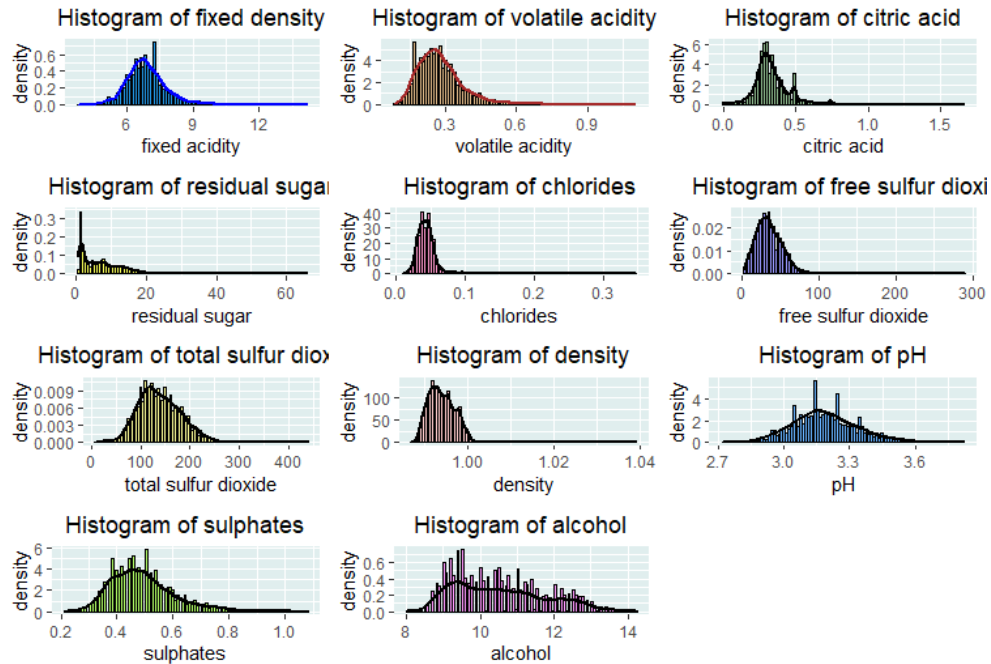 Histogram of fixed density
density
0.6
0.4
0.2
0.0
6 9 12
fixed acidity
Histogram of volatile acidity
density
4
2
0
0.3 0.6 0.9
volatile acidity
Histogram of citric acid
density
6
4
2
0
0.0 0.5 1.0 1.5
citric acid
Histogram of residual sugar
density
0.3
0.2
0.1
0.0
0 20 40 60
residual sugar
Histogram of chlorides
density
40
30
20
10
0
0.0 0.1 0.2 0.3
chlorides
Histogram of free sulfur dioxi
density
0.02
0.01
0.00
0 100 200 300
free sulfur dioxide
Histogram of total sulfur diox
density
0.009
0.006
0.003
0.000
0 100 200 300 400
total sulfur dioxide
Histogram of density
density
100
50
0
1.00 1.02 1.04
density
Histogram of pH
density
4
2
0
2.7 3.0 3.3 3.6
pH
Histogram of sulphates
density
6
4
2
0
0.2 0.4 0.6 0.8 1.0
sulphates
Histogram of alcohol
density
0.6
0.4
0.2
0.0
8 10 12 14
alcohol